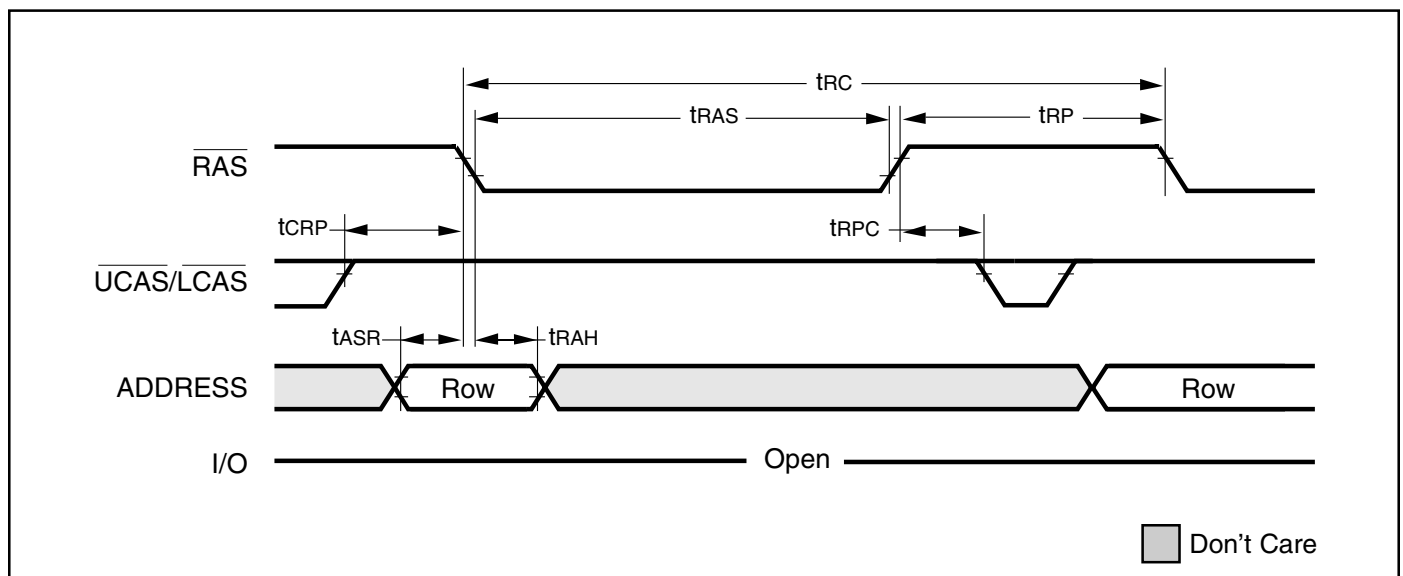 tRC
tRAS
tRP
RAS
tCRP
tRPC
UCAS/LCAS
tASR
tRAH
ADDRESS
Row
Row
I/O
Open
Don't Care